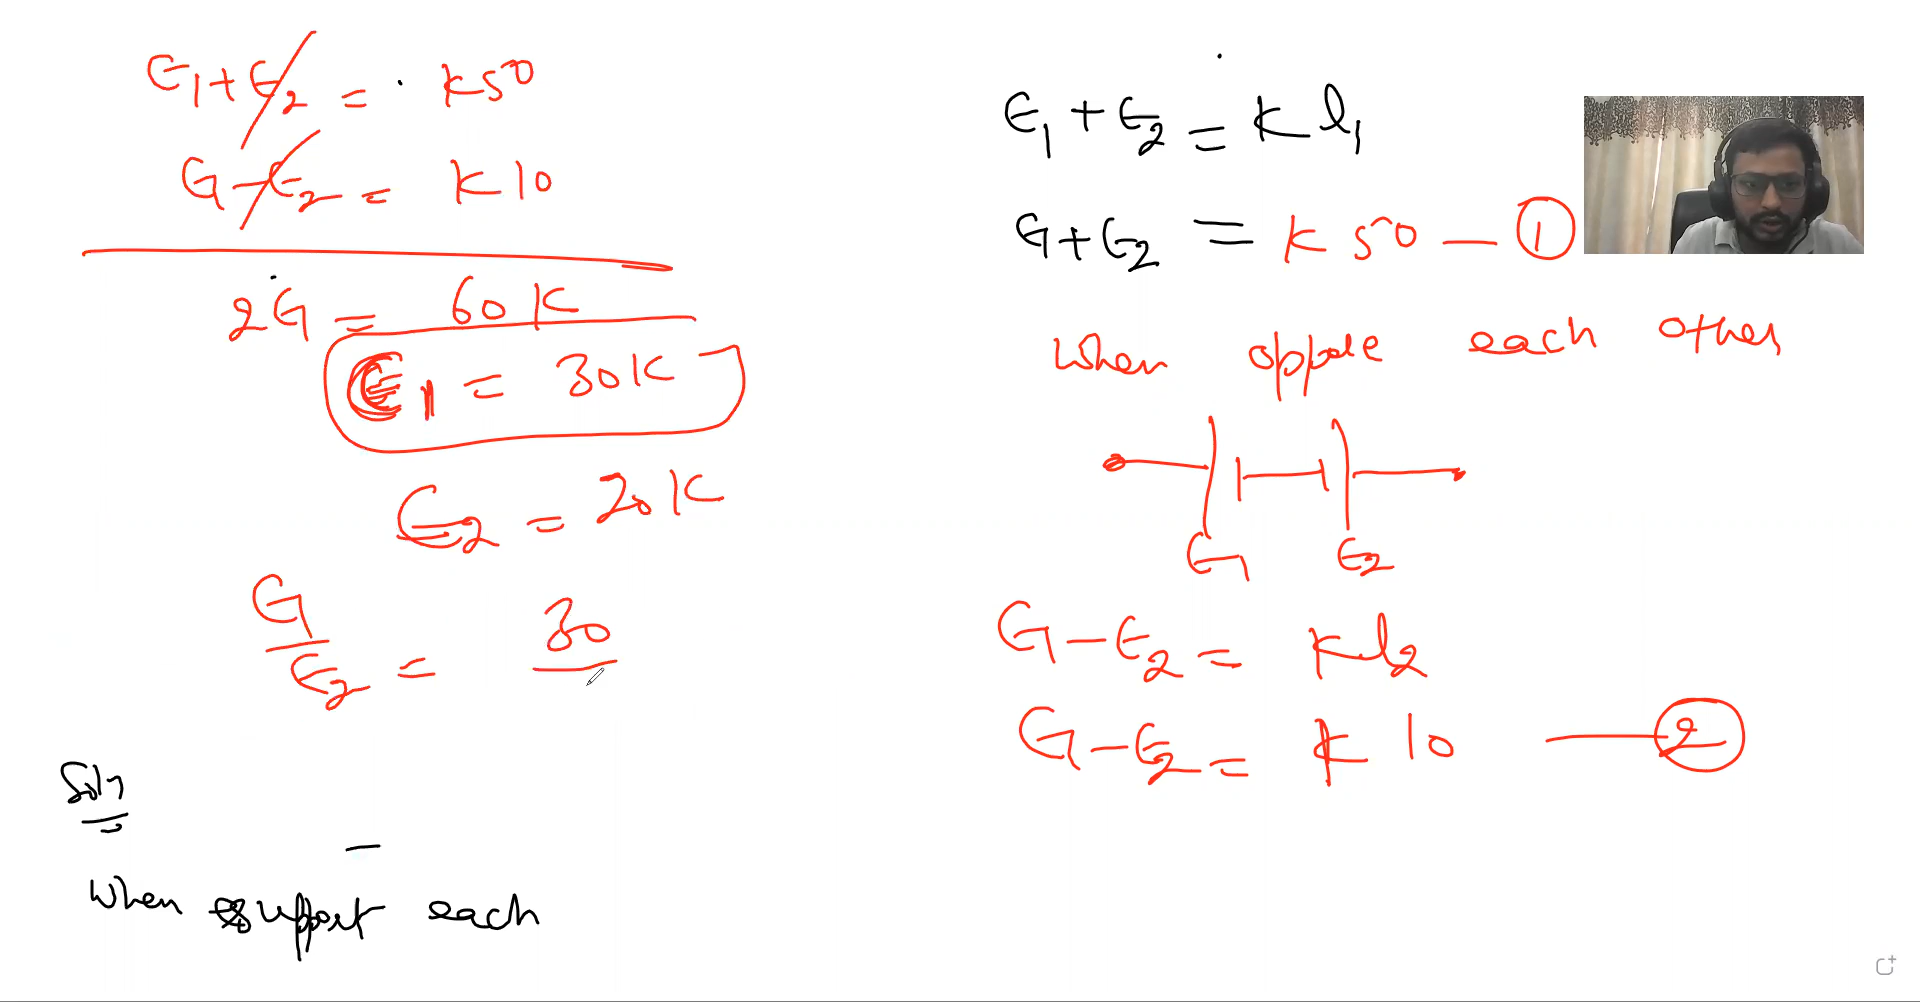 E₁+E₂ = K50
E₁-E₂ = K10
2E₁ = 60K
E₁ = 30K
E₂ = 20K
E₁/E₂ = 30
Soln
When support each
E₁+E₂ = Kl₁
E₁+E₂ = K50 — ①
When oppose each other
E₁ E₂
E₁-E₂ = Kl₂
E₁-E₂ = K10 — ②